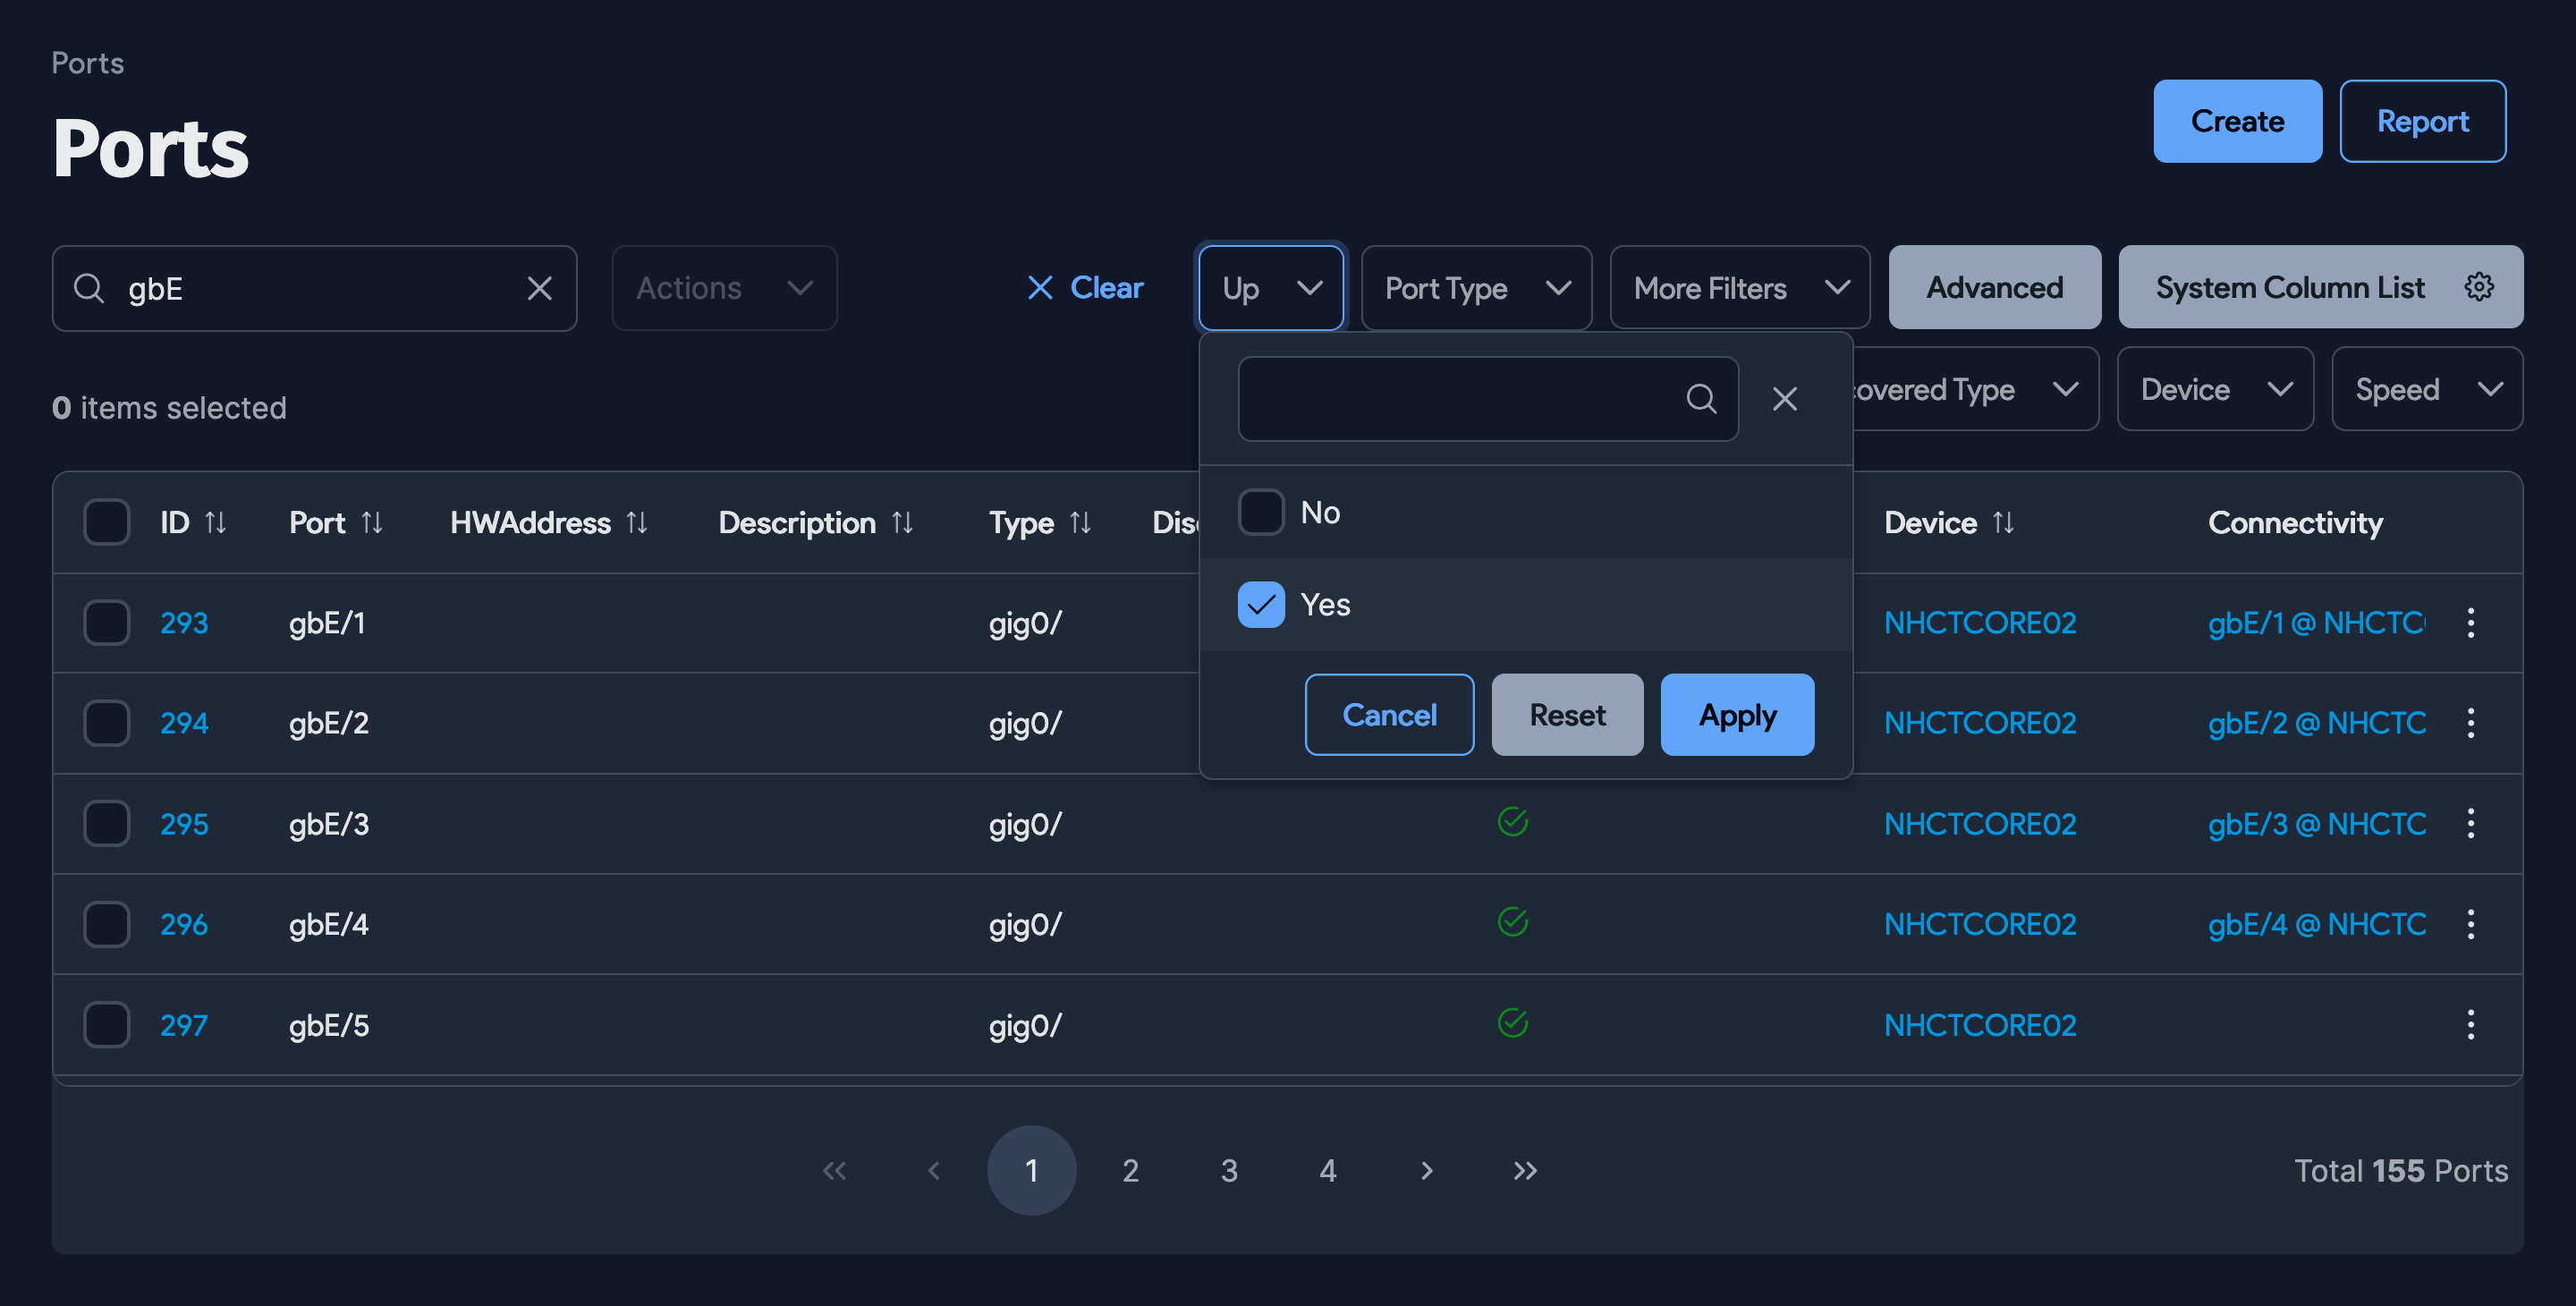 Ports
Ports
Create
Report
gbE
Actions
Clear
Up
Port Type
More Filters
Advanced
System Column List
0 items selected
covered Type
Device
Speed
ID
Port
HWAddress
Description
Type
Disc
Device
Connectivity
No
Yes
Cancel
Reset
Apply
293 gbE/1 gig0/ NHCTCORE02 gbE/1 @ NHCTC
294 gbE/2 gig0/ NHCTCORE02 gbE/2 @ NHCTC
295 gbE/3 gig0/ NHCTCORE02 gbE/3 @ NHCTC
296 gbE/4 gig0/ NHCTCORE02 gbE/4 @ NHCTC
297 gbE/5 gig0/ NHCTCORE02
1 2 3 4
Total 155 Ports